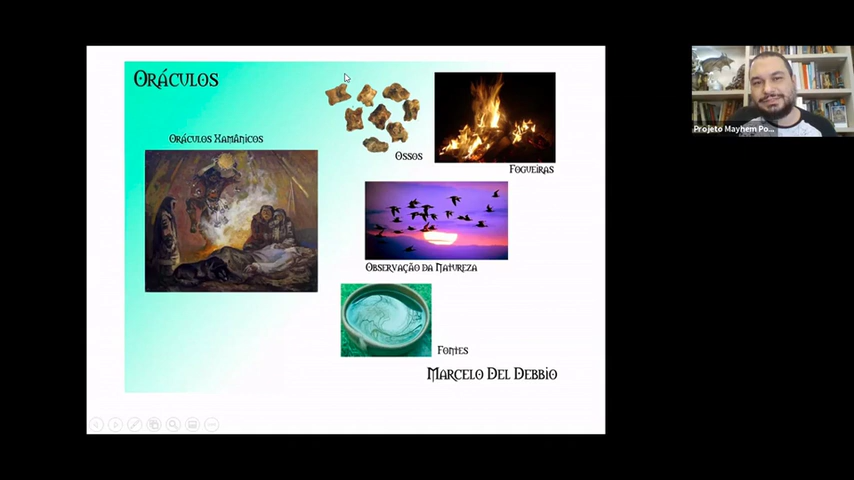 Oráculos
Oráculos Xamânicos
Ossos
Fogueiras
Observação da Natureza
Fontes
Marcelo Del Debbio
Projeto Mayhem Po...